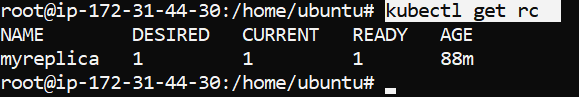 root@ip-172-31-44-30:/home/ubuntu# kubectl get rc
NAME        DESIRED   CURRENT   READY   AGE
myreplica   1         1         1       88m
root@ip-172-31-44-30:/home/ubuntu#